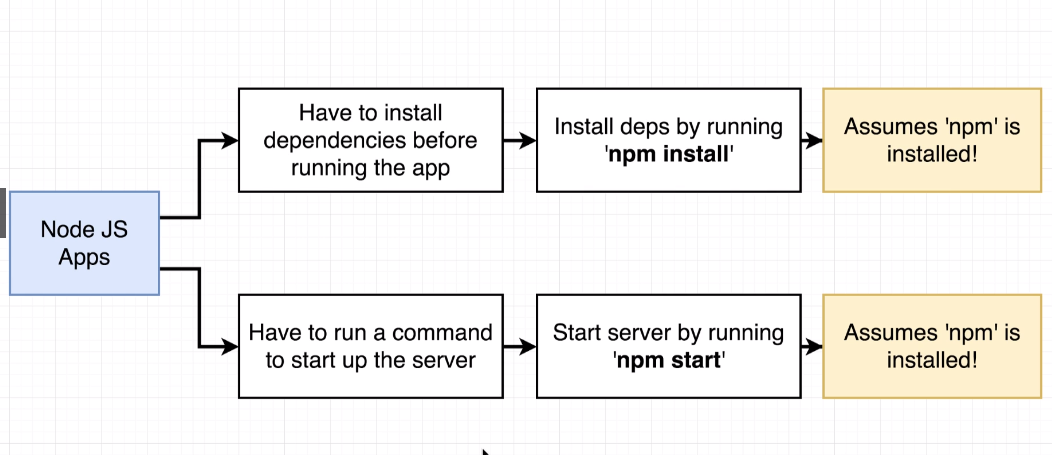 Have to install
dependencies before
running the app
Install deps by running
'npm install'
Assumes 'npm' is
installed!
Node JS
Apps
Have to run a command
to start up the server
Start server by running
'npm start'
Assumes 'npm' is
installed!